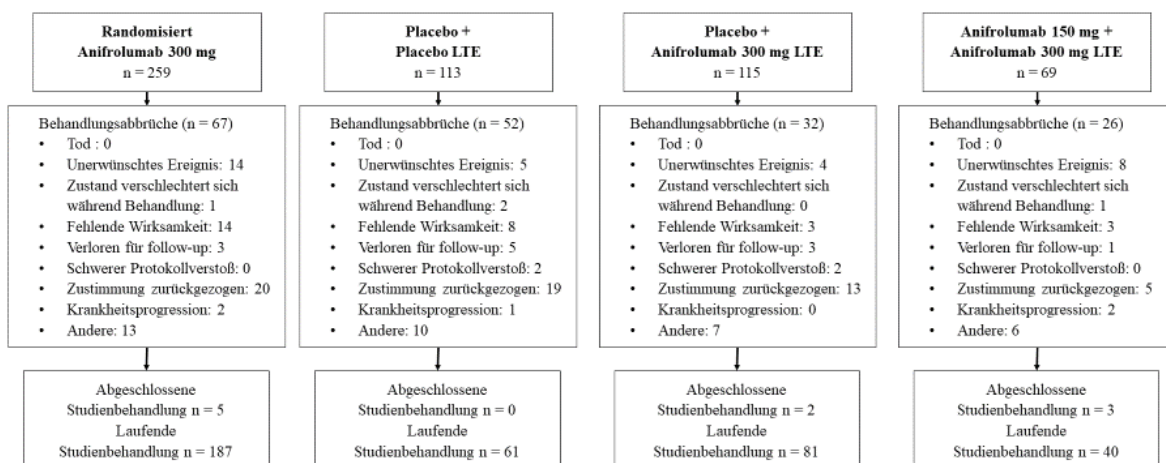 Randomisiert
Anifrolumab 300 mg
n = 259
Behandlungsabbrüche (n = 67)
• Tod : 0
• Unerwünschtes Ereignis: 14
• Zustand verschlechtert sich
während Behandlung: 1
• Fehlende Wirksamkeit: 14
• Verloren für follow-up: 3
• Schwerer Protokollverstoß: 0
• Zustimmung zurückgezogen: 20
• Krankheitsprogression: 2
• Andere: 13
Abgeschlossene
Studienbehandlung n = 5
Laufende
Studienbehandlung n = 187
Placebo +
Placebo LTE
n = 113
Behandlungsabbrüche (n = 52)
• Tod : 0
• Unerwünschtes Ereignis: 5
• Zustand verschlechtert sich
während Behandlung: 2
• Fehlende Wirksamkeit: 8
• Verloren für follow-up: 5
• Schwerer Protokollverstoß: 2
• Zustimmung zurückgezogen: 19
• Krankheitsprogression: 1
• Andere: 10
Abgeschlossene
Studienbehandlung n = 0
Laufende
Studienbehandlung n = 61
Placebo +
Anifrolumab 300 mg LTE
n = 115
Behandlungsabbrüche (n = 32)
• Tod : 0
• Unerwünschtes Ereignis: 4
• Zustand verschlechtert sich
während Behandlung: 0
• Fehlende Wirksamkeit: 3
• Verloren für follow-up: 3
• Schwerer Protokollverstoß: 2
• Zustimmung zurückgezogen: 13
• Krankheitsprogression: 0
• Andere: 7
Abgeschlossene
Studienbehandlung n = 2
Laufende
Studienbehandlung n = 81
Anifrolumab 150 mg +
Anifrolumab 300 mg LTE
n = 69
Behandlungsabbrüche (n = 26)
• Tod : 0
• Unerwünschtes Ereignis: 8
• Zustand verschlechtert sich
während Behandlung: 1
• Fehlende Wirksamkeit: 3
• Verloren für follow-up: 1
• Schwerer Protokollverstoß: 0
• Zustimmung zurückgezogen: 5
• Krankheitsprogression: 2
• Andere: 6
Abgeschlossene
Studienbehandlung n = 3
Laufende
Studienbehandlung n = 40